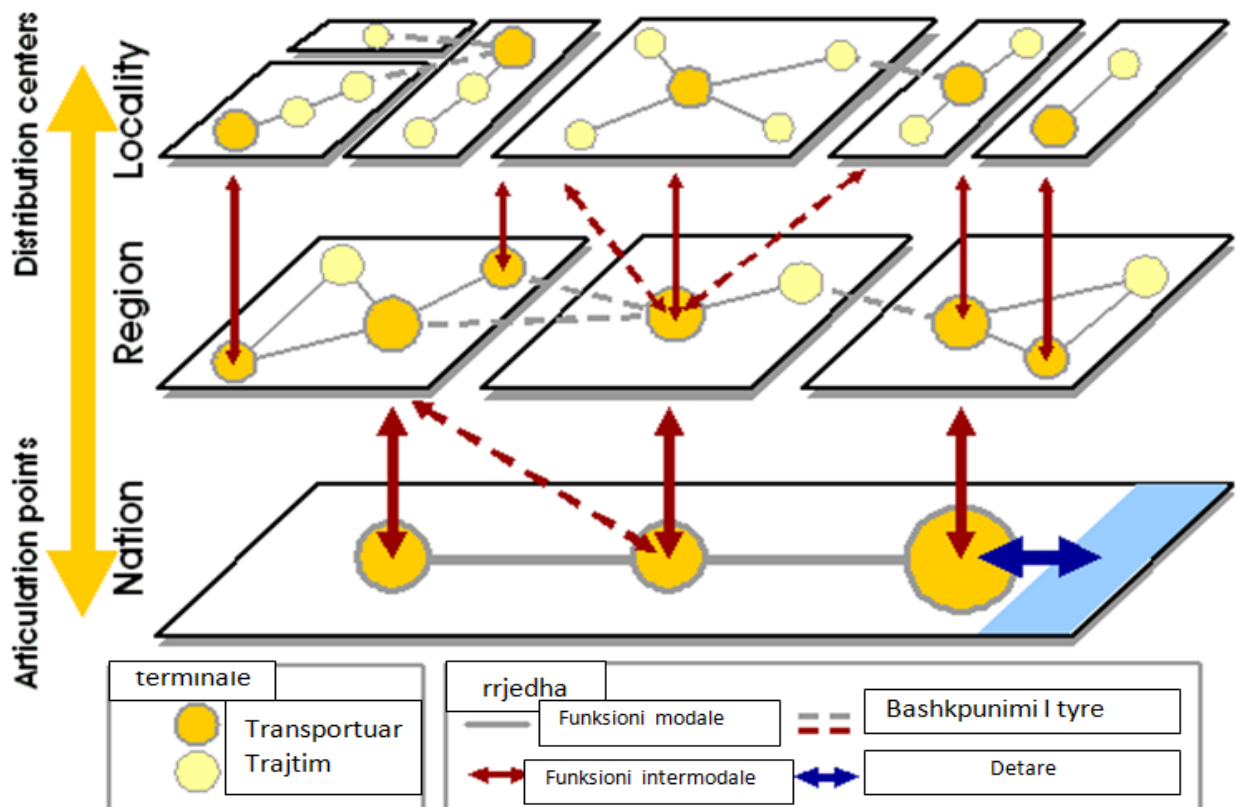 Distribution centers
Locality
Region
Articulation points
Nation
terminale
Transportuar
Trajtim
rrjedha
Funksioni modale
Bashkpunimi I tyre
Funksioni intermodale
Detare